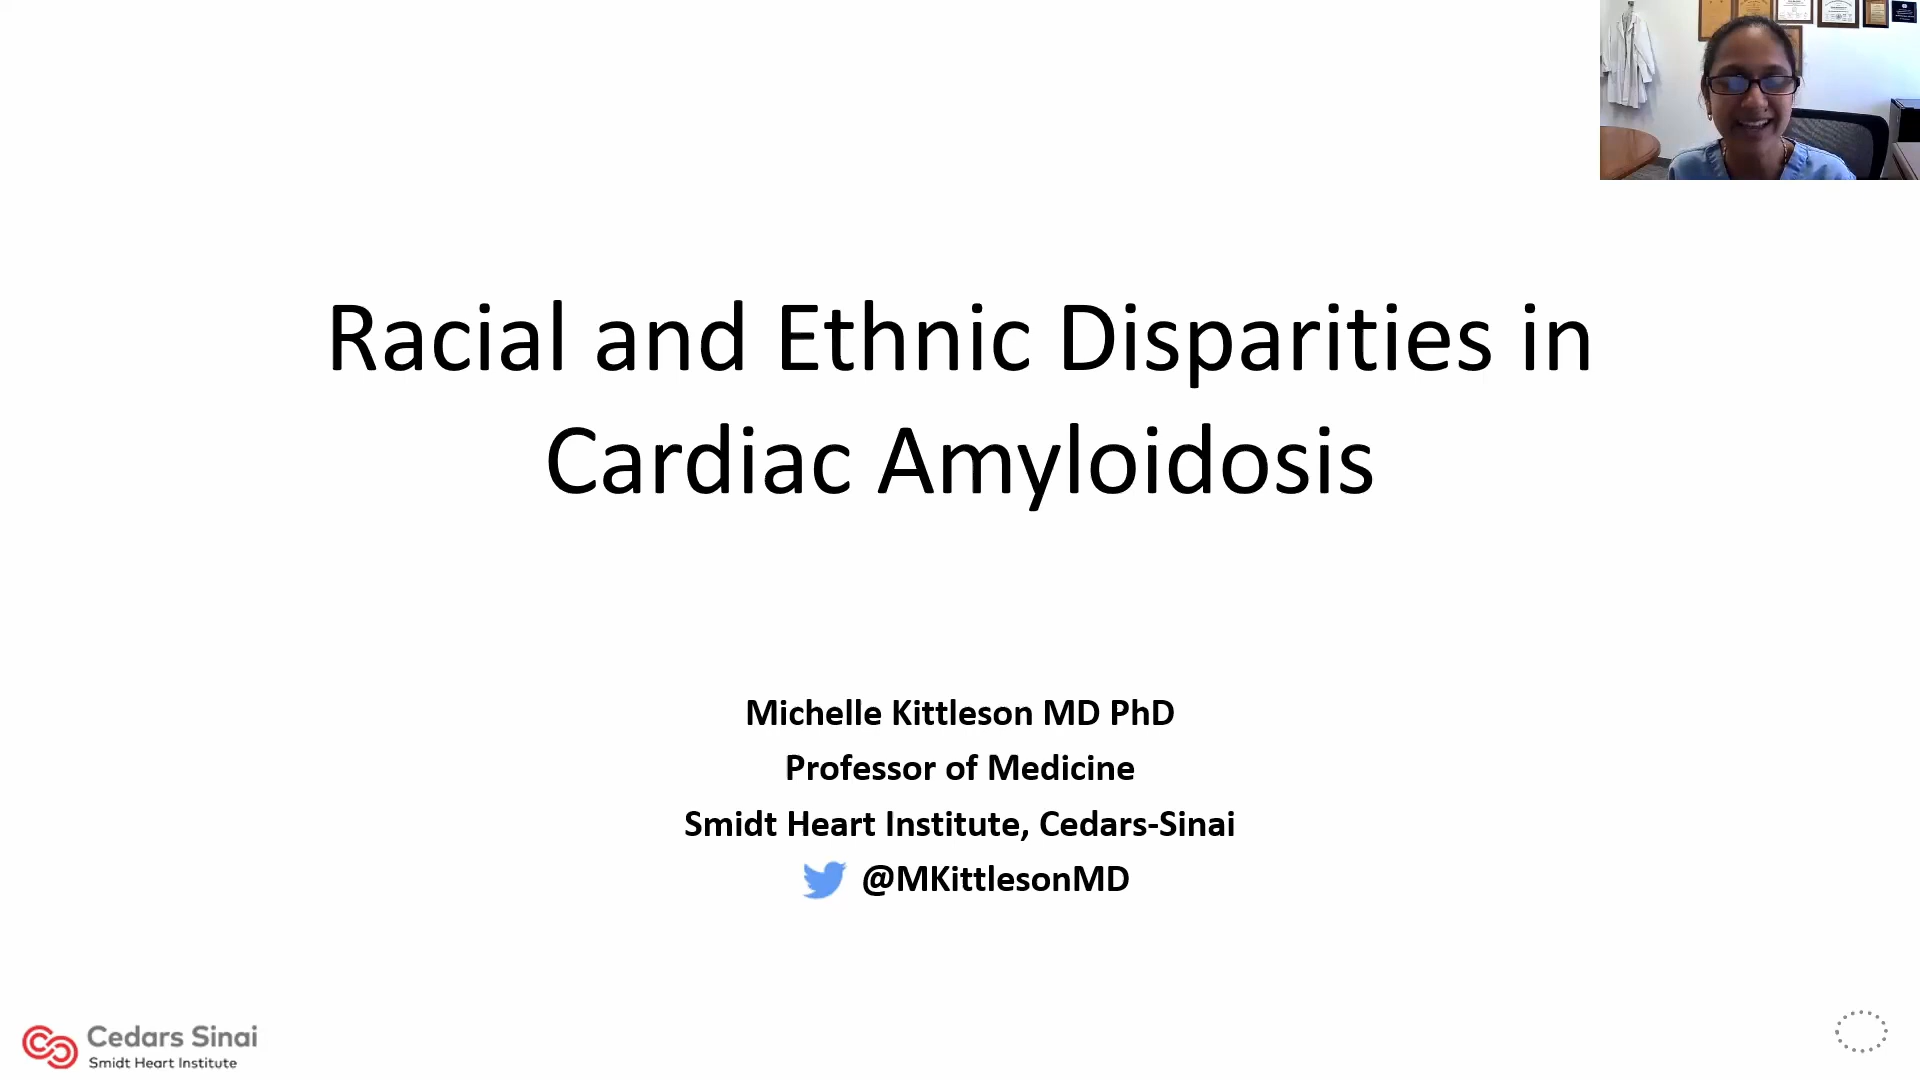 Racial and Ethnic Disparities in
Cardiac Amyloidosis
Michelle Kittleson MD PhD
Professor of Medicine
Smidt Heart Institute, Cedars-Sinai
@MKittlesonMD
Cedars Sinai
Smidt Heart Institute